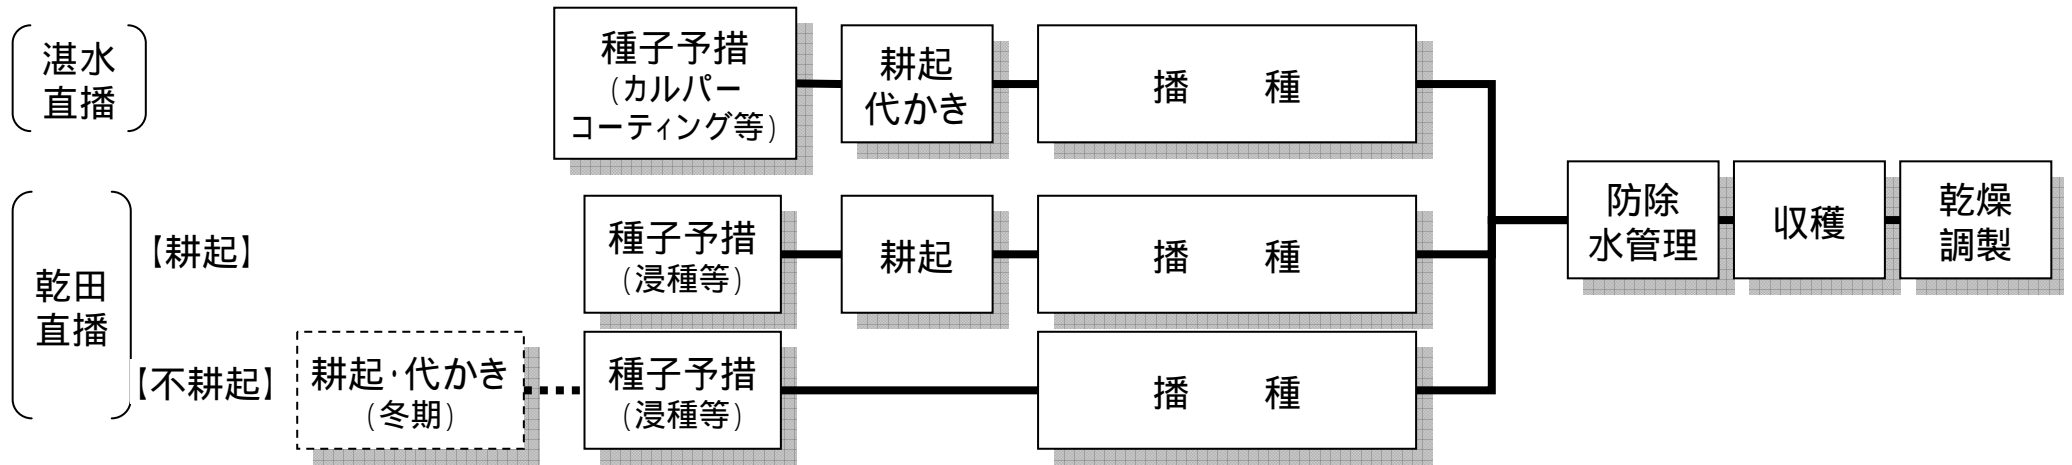 湛水
直播
種子予措
(カルパー
コーティング等)
耕起
代かき
播　種
乾田
直播
【耕起】
種子予措
(浸種等)
耕起
播　種
【不耕起】
耕起・代かき
(冬期)
種子予措
(浸種等)
播　種
防除
水管理
収穫
乾燥
調製